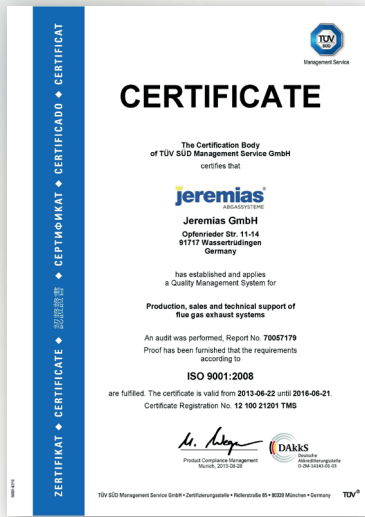 TÜV
SÜD
Management Service
CERTIFICATE
The Certification Body
of TÜV SÜD Management Service GmbH
certifies that
jeremias®
ABGASSYSTEME
Jeremias GmbH
Opfenrieder Str. 11-14
91717 Wassertrüdingen
Germany
has established and applies
a Quality Management System for
Production, sales and technical support of
flue gas exhaust systems
An audit was performed, Report No. 70057179
Proof has been furnished that the requirements
according to
ISO 9001:2008
are fulfilled. The certificate is valid from 2013-06-22 until 2016-06-21.
Certificate Registration No. 12 100 21201 TMS
Product Compliance Management
Munich, 2013-08-28
DAkkS
Deutsche
Akkreditierungsstelle
D-ZM-14143-01-03
TÜV SÜD Management Service GmbH • Zertifizierungsstelle • Ridlerstraße 65 • 80339 München • Germany
TÜV®
ZERTIFIKAT ◆ CERTIFICATE ◆ ◆ СЕРТИФИКАТ ◆ CERTIFICADO ◆ CERTIFICAT